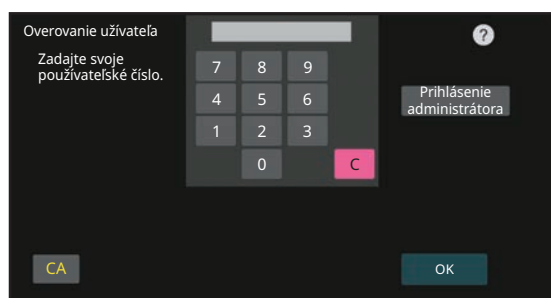 Overovanie užívateľa
?
Zadajte svoje
používateľské číslo.
7 8 9
4 5 6
1 2 3
0 C
Prihlásenie
administrátora
CA
OK